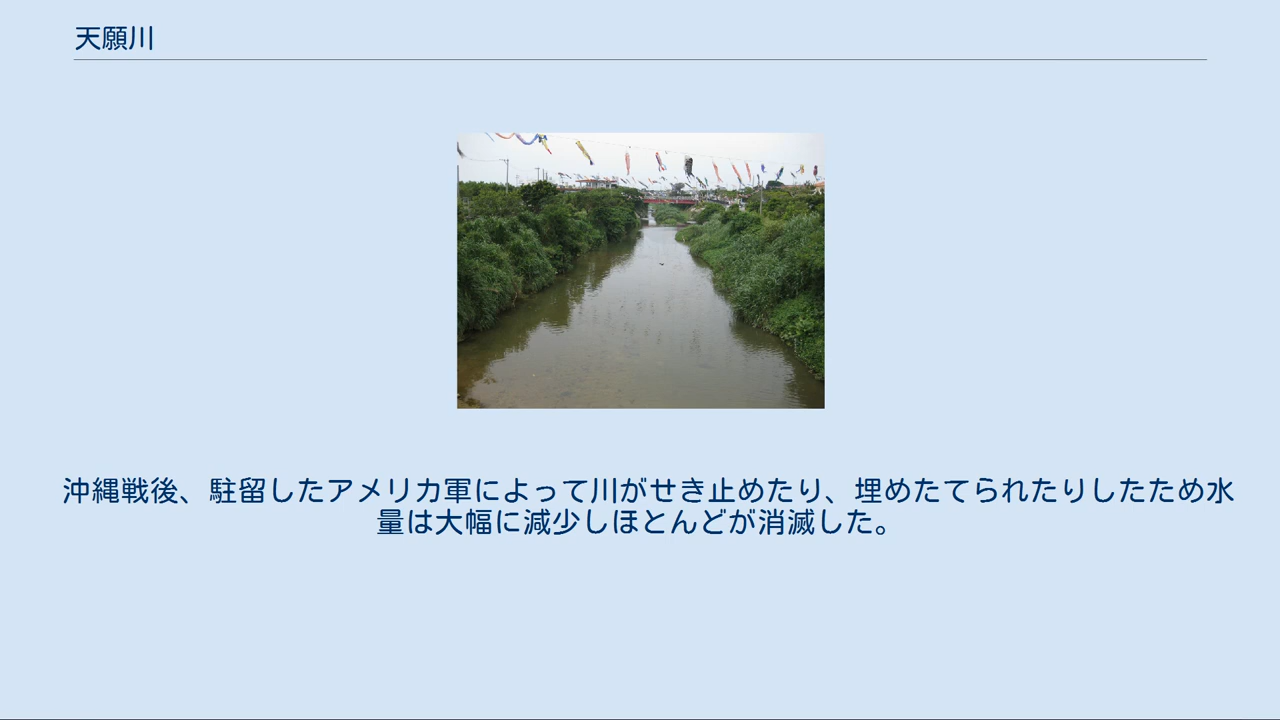 天願川
沖縄戦後、駐留したアメリカ軍によって川がせき止めたり、埋めたてられたりしたため水
量は大幅に減少しほとんどが消滅した。